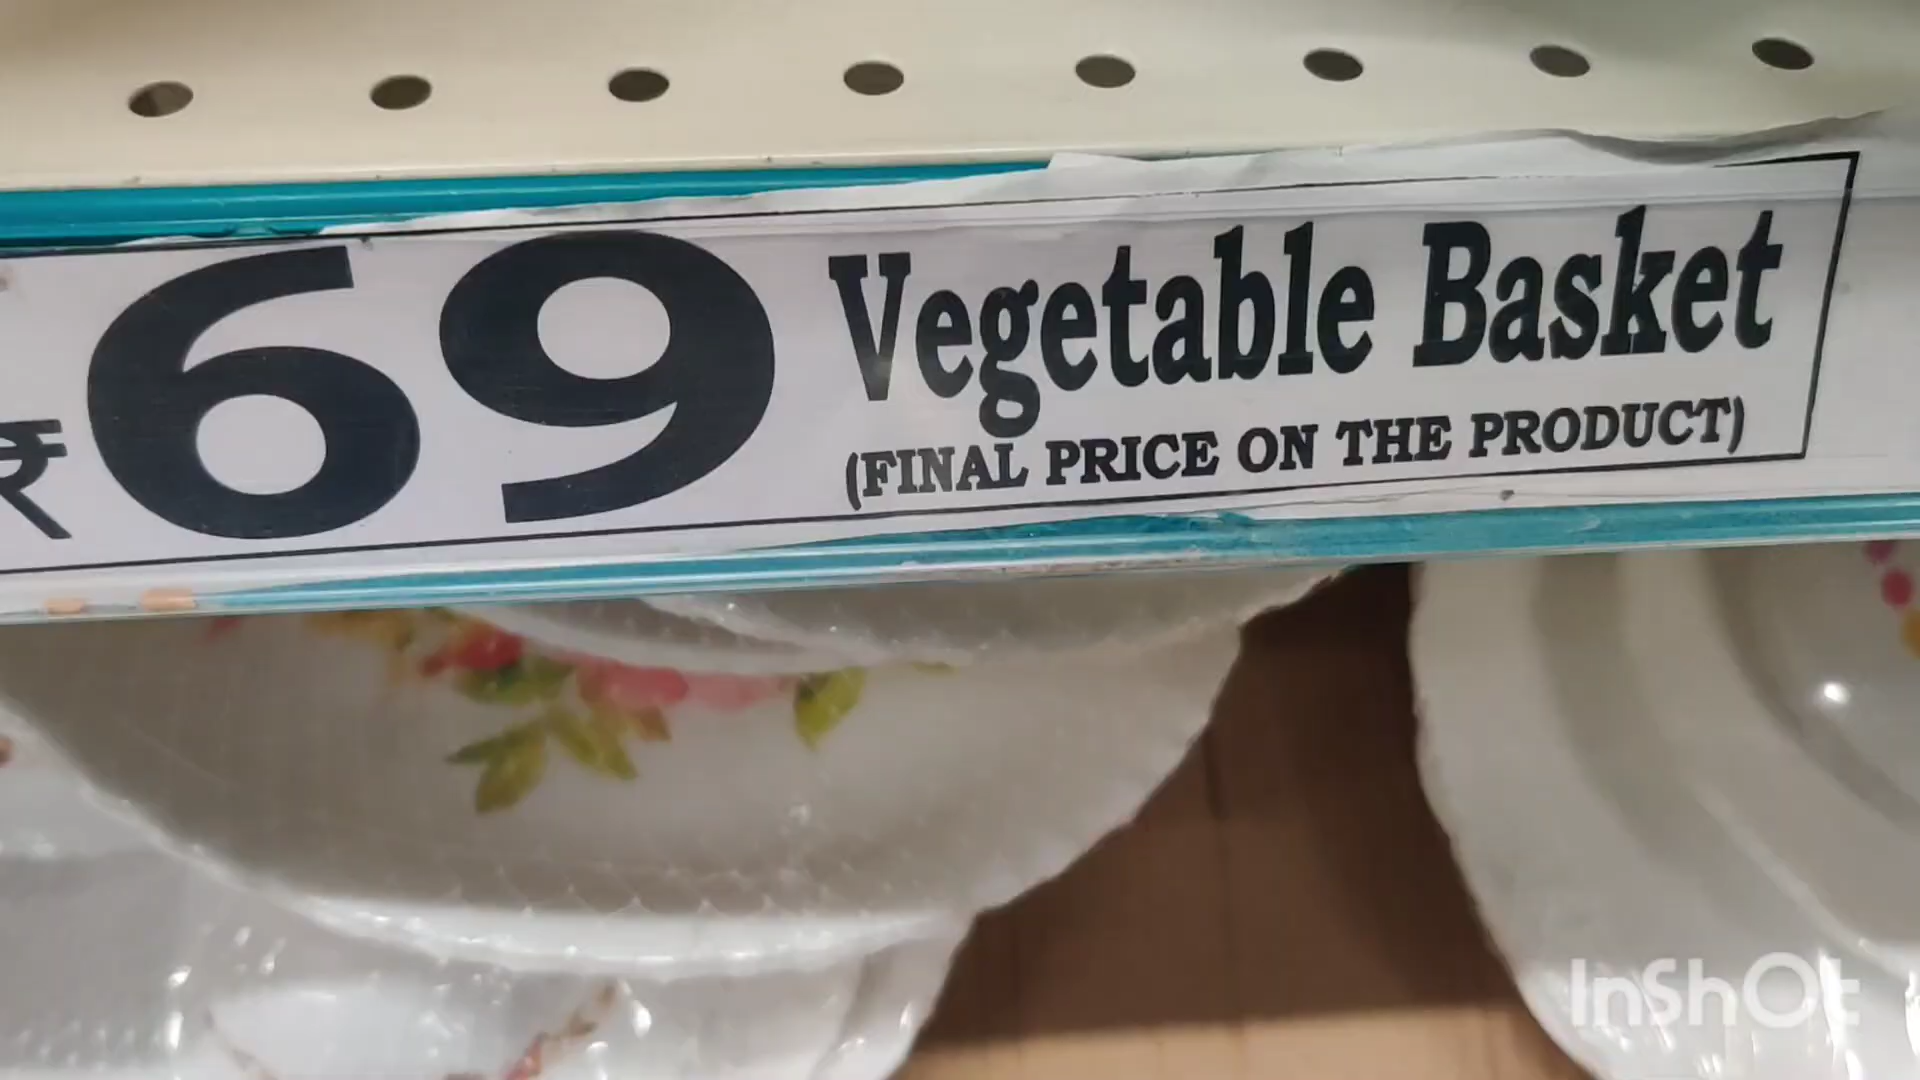 ₹69 Vegetable Basket
(FINAL PRICE ON THE PRODUCT)
InShOt